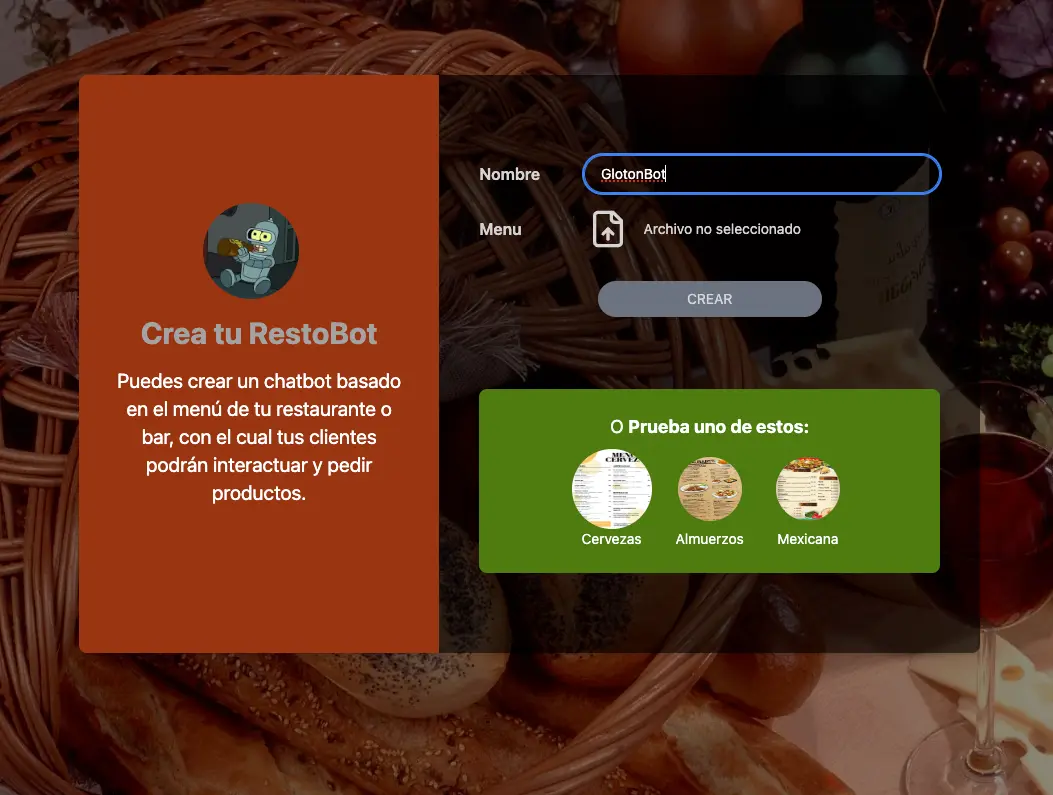 Crea tu RestoBot
Puedes crear un chatbot basado
en el menú de tu restaurante o
bar, con el cual tus clientes
podrán interactuar y pedir
productos.
Nombre
GlotonBot
Menu
Archivo no seleccionado
CREAR
O Prueba uno de estos:
Cervezas
Almuerzos
Mexicana